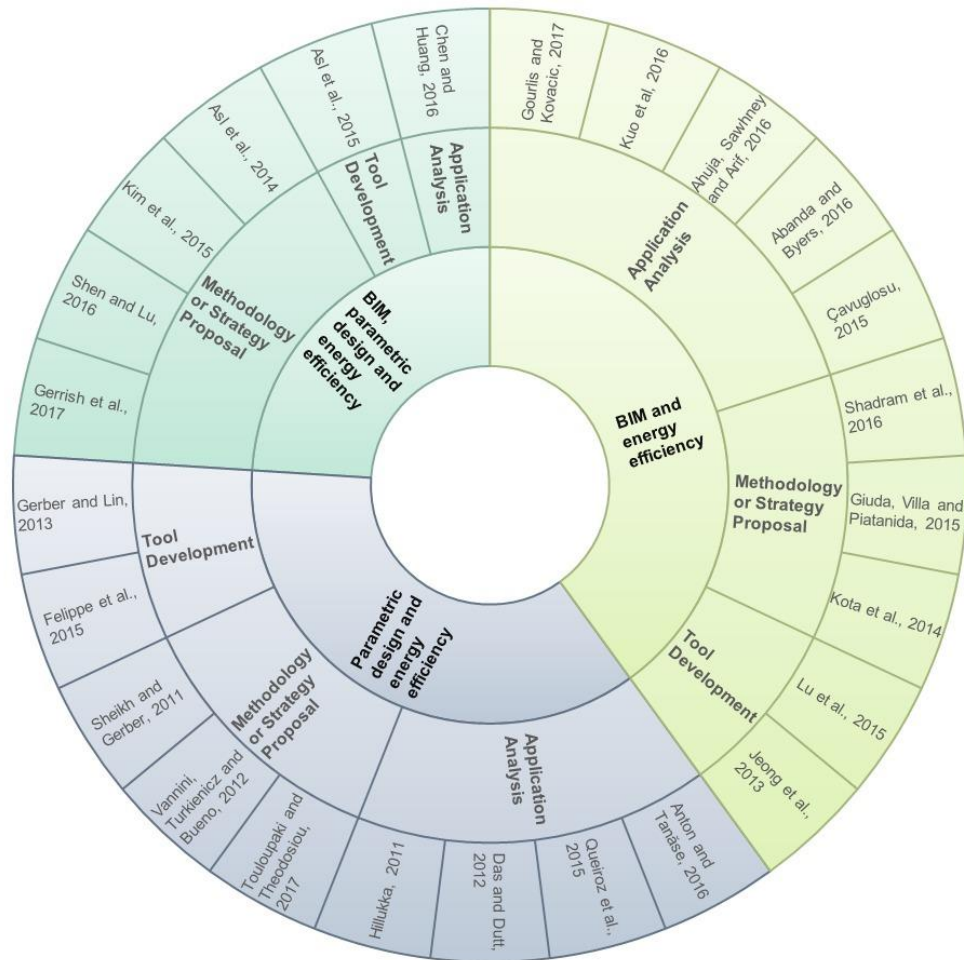 BIM and
energy
efficiency
Application
Analysis
Gourlis and
Kovacic, 2017
Kuo et al, 2016
Ahuja, Sawhney
and Arif, 2016
Abanda and
Byers, 2016
Çavuglosu,
2015
Methodology
or Strategy
Proposal
Shadram et al.,
2016
Giuda, Villa and
Piatanida, 2015
Kota et al., 2014
Tool
Development
Lu et al., 2015
Jeong et al.,
2013
Parametric
design and
energy
efficiency
Application
Analysis
Anton and
Tanăse, 2016
Queiroz et al.,
2015
Das and Dutt,
2012
Hillukka, 2011
Methodology
or Strategy
Proposal
Touloupaki and
Theodosiou,
2017
Vannini,
Turkienicz and
Bueno, 2012
Sheikh and
Gerber, 2011
Tool
Development
Felippe et al.,
2015
Gerber and Lin,
2013
BIM,
parametric
design and
energy
efficiency
Methodology
or Strategy
Proposal
Gerrish et al.,
2017
Shen and Lu,
2016
Kim et al., 2015
Asl et al., 2014
Tool
Development
Asl et al., 2015
Application
Analysis
Chen and
Huang, 2016